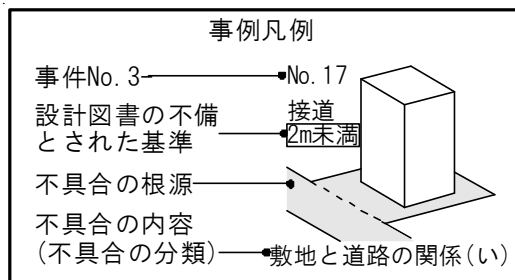 事例凡例
事件No.3
No.17
設計図書の不備
とされた基準
接道
2m未満
不具合の根源
不具合の内容
(不具合の分類)
敷地と道路の関係(い)